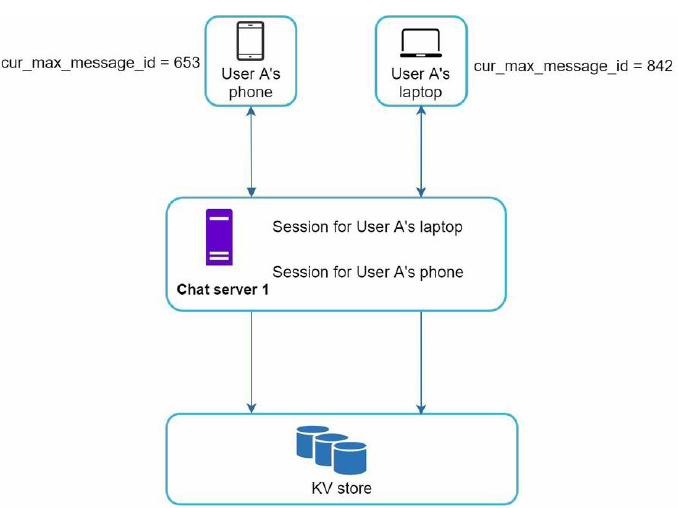 cur_max_message_id = 653
User A's
phone
User A's
laptop
cur_max_message_id = 842
Session for User A's laptop
Session for User A's phone
Chat server 1
KV store